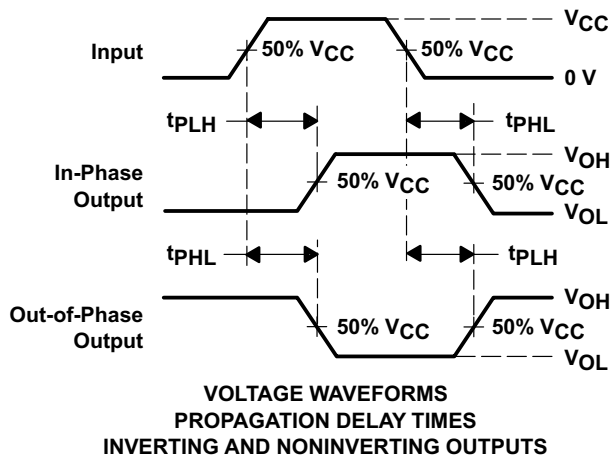 VCC
Input
50% VCC
50% VCC
0 V
tPLH
tPHL
VOH
In-Phase
Output
50% VCC
50% VCC
VOL
tPHL
tPLH
VOH
Out-of-Phase
Output
50% VCC
50% VCC
VOL
VOLTAGE WAVEFORMS
PROPAGATION DELAY TIMES
INVERTING AND NONINVERTING OUTPUTS